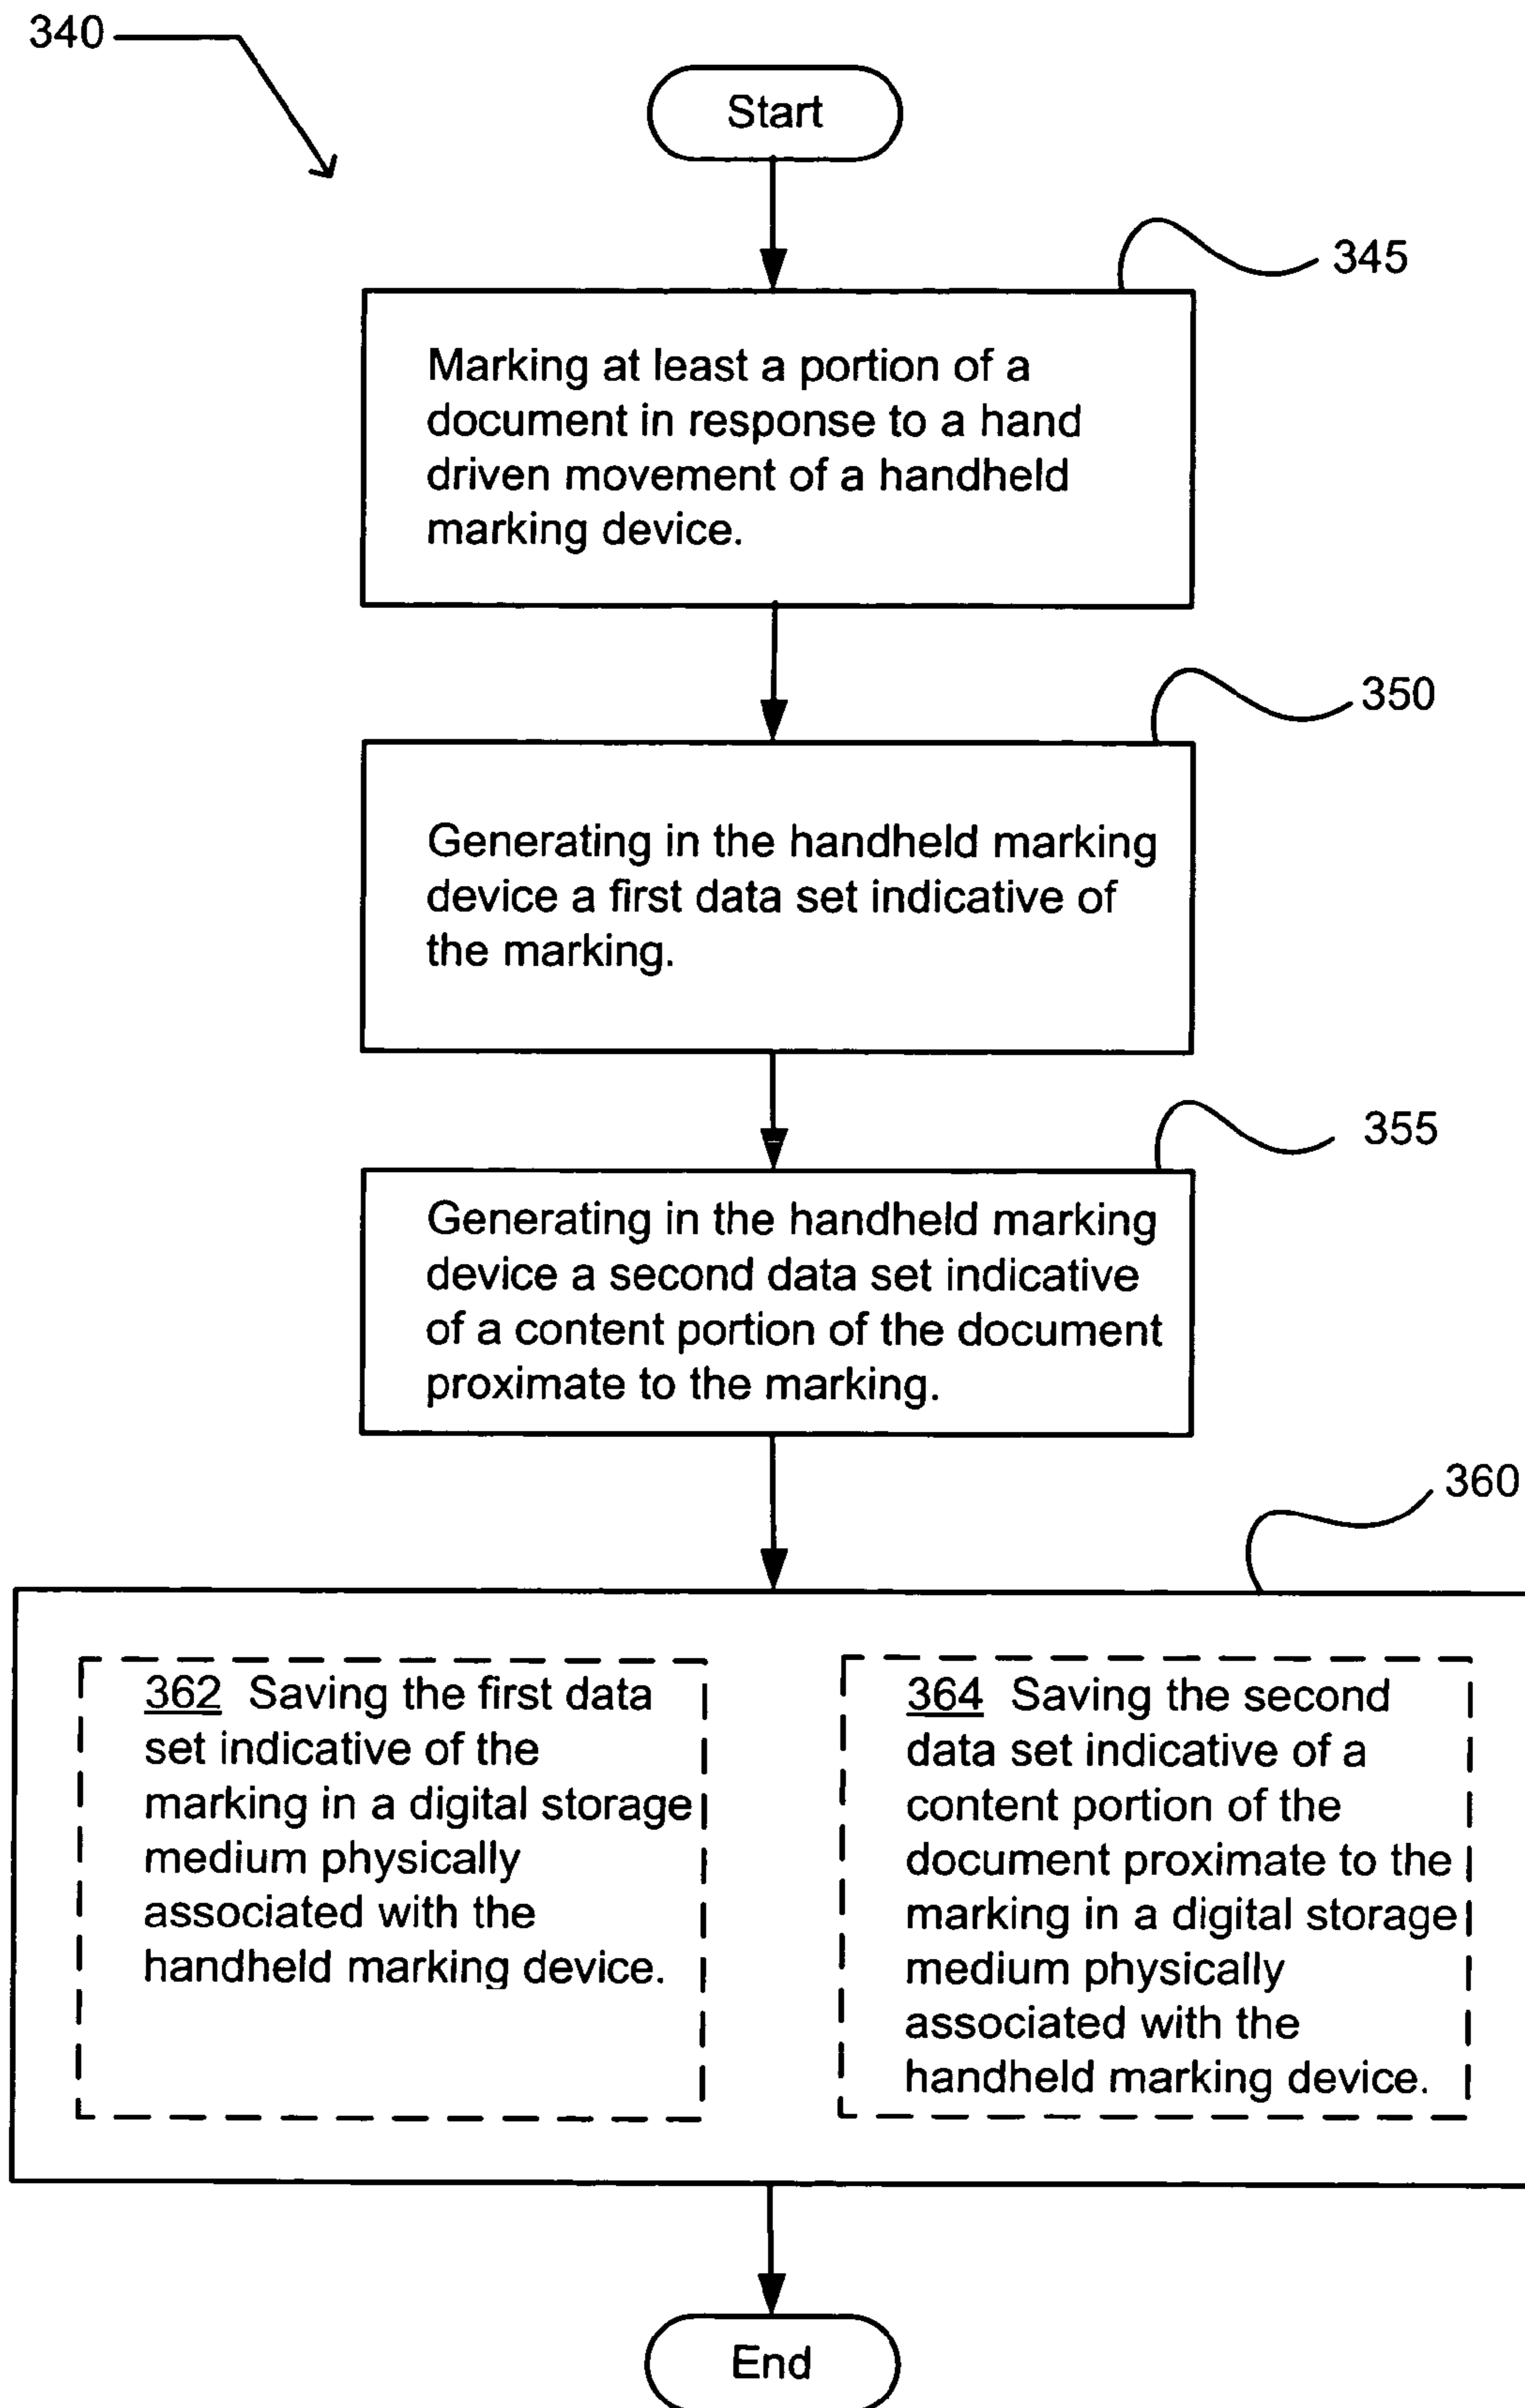 340
Start
345
Marking at least a portion of a
document in response to a hand
driven movement of a handheld
marking device.
350
Generating in the handheld marking
device a first data set indicative of
the marking.
355
Generating in the handheld marking
device a second data set indicative
of a content portion of the document
proximate to the marking.
360
362 Saving the first data
set indicative of the
marking in a digital storage
medium physically
associated with the
handheld marking device.
364 Saving the second
data set indicative of a
content portion of the
document proximate to the
marking in a digital storage
medium physically
associated with the
handheld marking device.
End